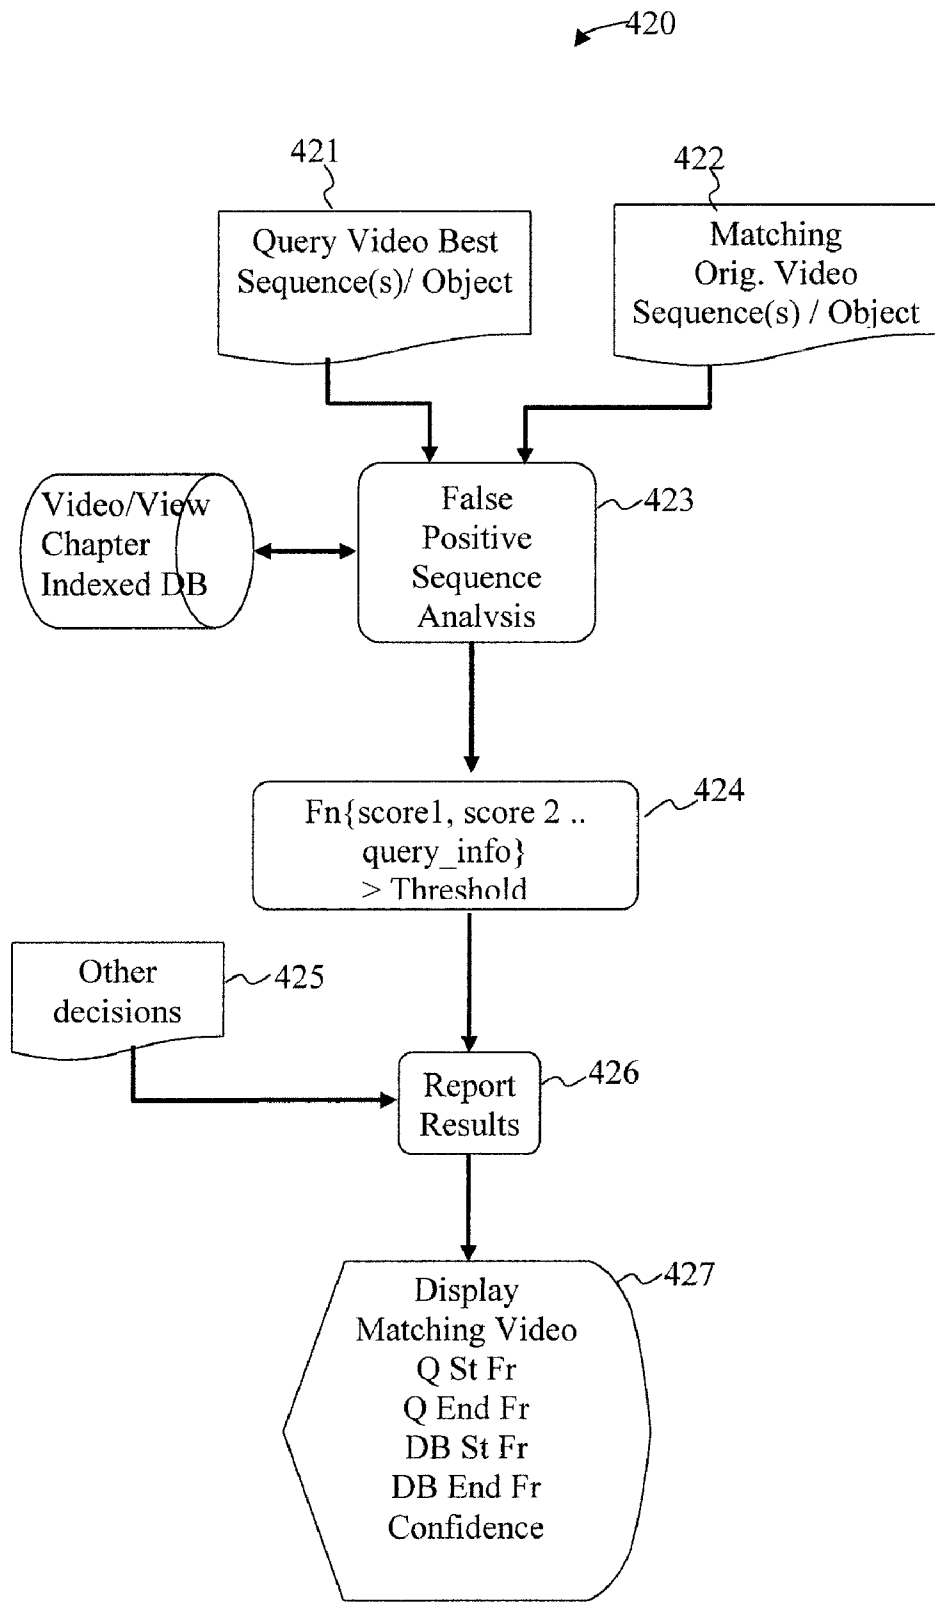 420
421
422
Query Video Best
Sequence(s)/ Object
Matching
Orig. Video
Sequence(s) / Object
Video/View
Chapter
Indexed DB
False
Positive
Sequence
Analysis
423
Fn{score1, score 2 ..
query_info}
> Threshold
424
Other
decisions
425
Report
Results
426
Display
Matching Video
Q St Fr
Q End Fr
DB St Fr
DB End Fr
Confidence
427